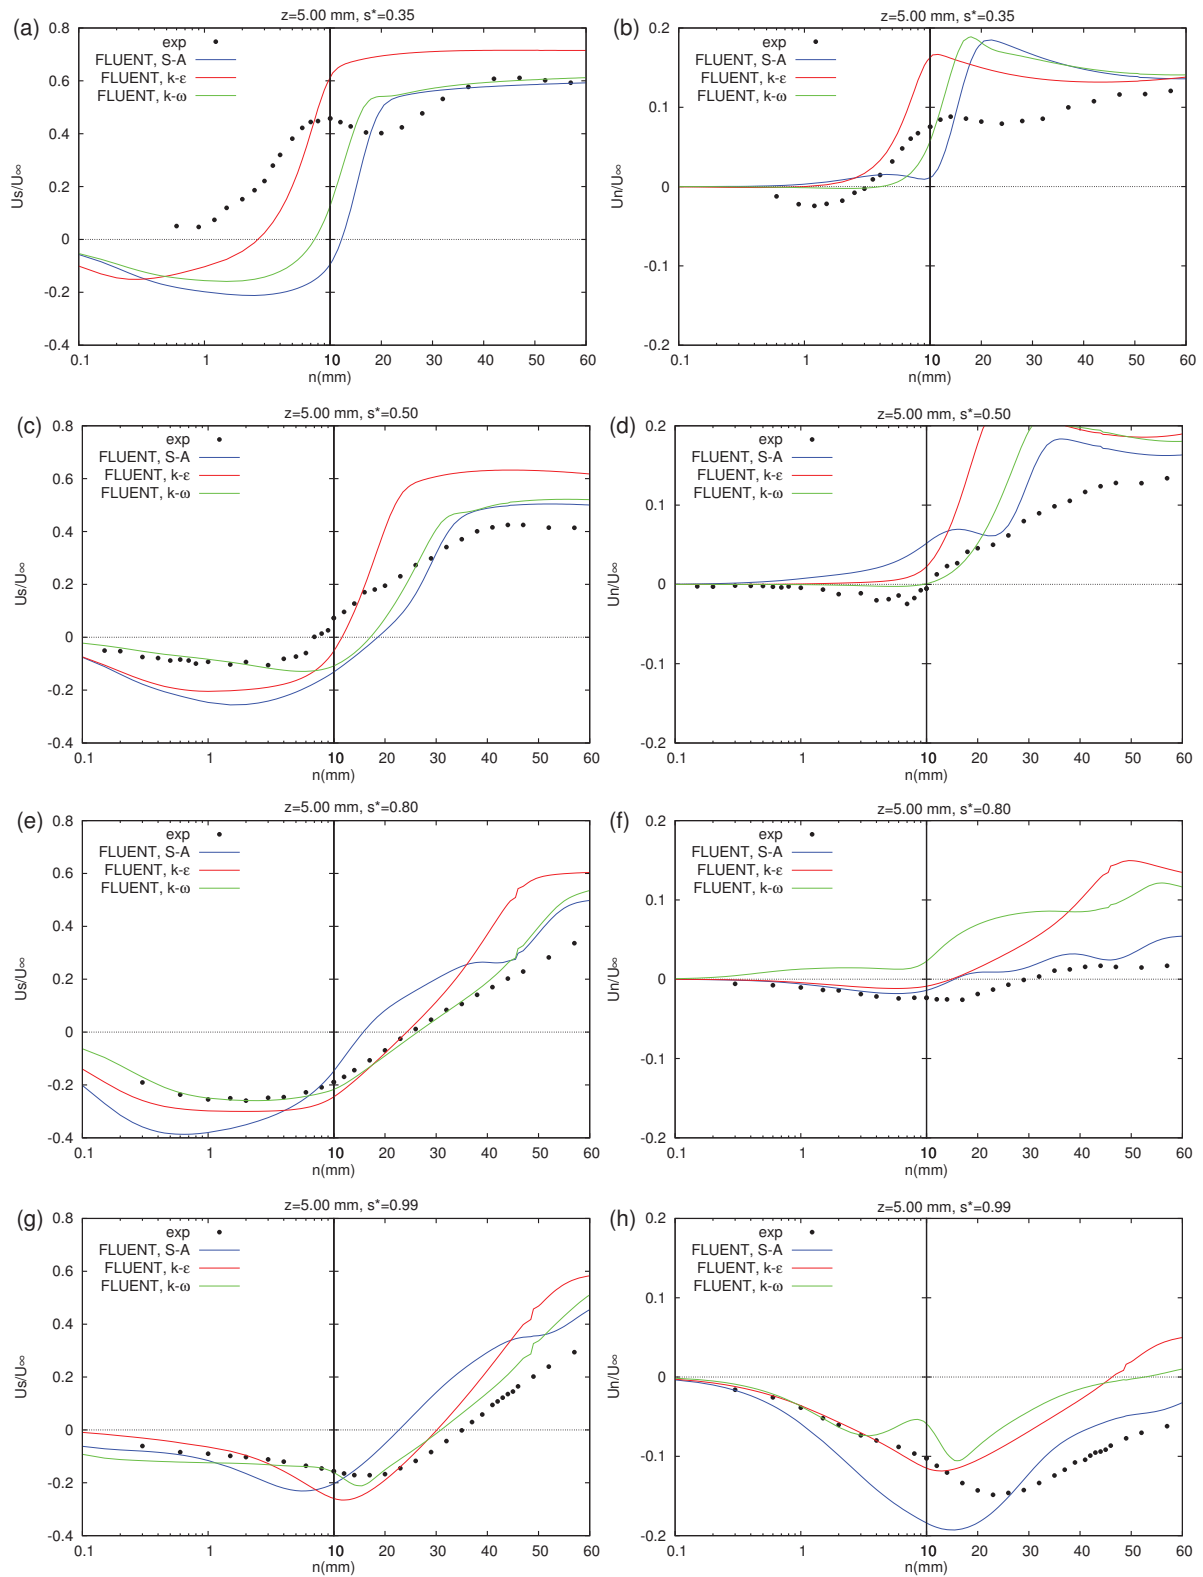 (a)
z=5.00 mm, s*=0.35
exp
FLUENT, S-A
FLUENT, k-ε
FLUENT, k-ω
0.8
0.6
0.4
0.2
0
-0.2
-0.4
Us/U∞
0.1
1
10
20
30
40
50
60
n(mm)
(b)
z=5.00 mm, s*=0.35
exp
FLUENT, S-A
FLUENT, k-ε
FLUENT, k-ω
0.2
0.1
0
-0.1
-0.2
Un/U∞
0.1
1
10
20
30
40
50
60
n(mm)
(c)
z=5.00 mm, s*=0.50
exp
FLUENT, S-A
FLUENT, k-ε
FLUENT, k-ω
0.8
0.6
0.4
0.2
0
-0.2
-0.4
Us/U∞
0.1
1
10
20
30
40
50
60
n(mm)
(d)
z=5.00 mm, s*=0.50
exp
FLUENT, S-A
FLUENT, k-ε
FLUENT, k-ω
0.2
0.1
0
-0.1
-0.2
Un/U∞
0.1
1
10
20
30
40
50
60
n(mm)
(e)
z=5.00 mm, s*=0.80
exp
FLUENT, S-A
FLUENT, k-ε
FLUENT, k-ω
0.8
0.6
0.4
0.2
0
-0.2
-0.4
Us/U∞
0.1
1
10
20
30
40
50
60
n(mm)
(f)
z=5.00 mm, s*=0.80
exp
FLUENT, S-A
FLUENT, k-ε
FLUENT, k-ω
0.2
0.1
0
-0.1
-0.2
Un/U∞
0.1
1
10
20
30
40
50
60
n(mm)
(g)
z=5.00 mm, s*=0.99
exp
FLUENT, S-A
FLUENT, k-ε
FLUENT, k-ω
0.8
0.6
0.4
0.2
0
-0.2
-0.4
Us/U∞
0.1
1
10
20
30
40
50
60
n(mm)
(h)
z=5.00 mm, s*=0.99
exp
FLUENT, S-A
FLUENT, k-ε
FLUENT, k-ω
0.2
0.1
0
-0.1
-0.2
Un/U∞
0.1
1
10
20
30
40
50
60
n(mm)